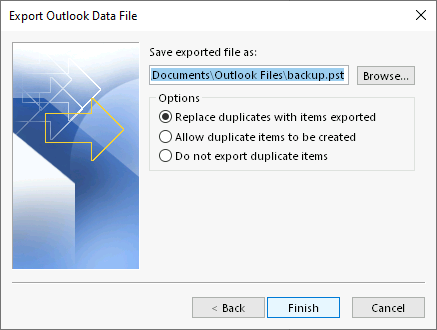 Export Outlook Data File
Save exported file as:
Documents\Outlook Files\backup.pst
Browse...
Options
Replace duplicates with items exported
Allow duplicate items to be created
Do not export duplicate items
< Back
Finish
Cancel